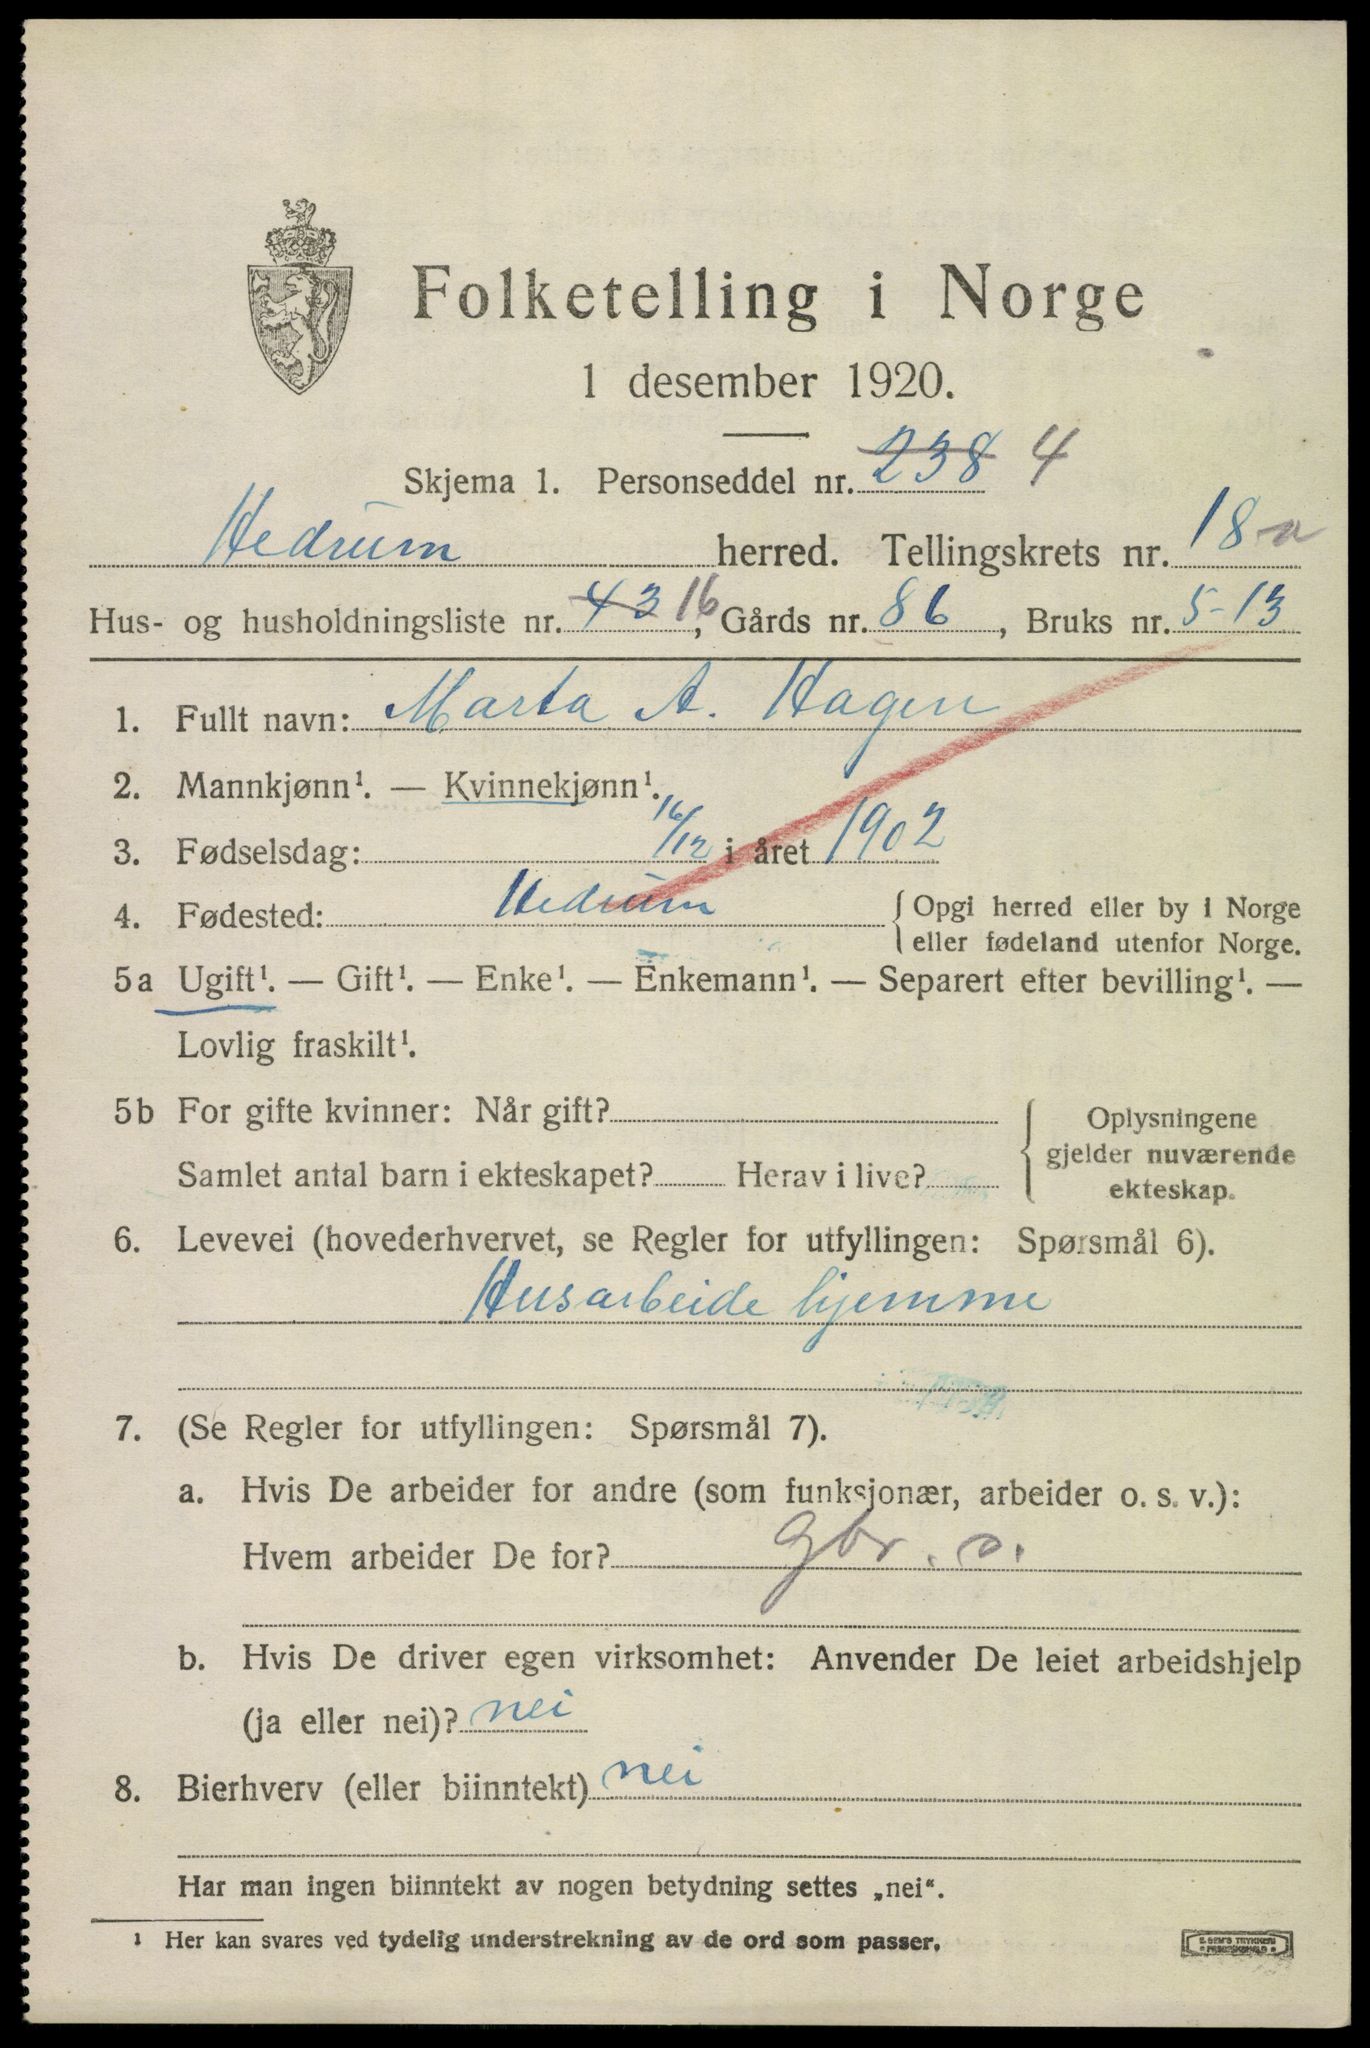 Folketelling i Norge
1 desember 1920.
Skjema 1. Personseddel nr. 238 4
Hedrum herred. Tellingskrets nr. 18 a
Hus- og husholdningsliste nr. 43 16, Gårds nr. 86, Bruks nr. 5-13
1. Fullt navn: Marta A. Hagen
2. Mannkjønn¹. — Kvinnekjønn¹.
3. Fødselsdag: 16/12 i året 1902
4. Fødested: Hedrum { Opgi herred eller by i Norge
eller fødeland utenfor Norge.
5a Ugift¹. — Gift¹. — Enke¹. — Enkemann¹. — Separert efter bevilling¹. —
Lovlig fraskilt¹.
5b For gifte kvinner: Når gift?
Samlet antal barn i ekteskapet? Herav i live?
{ Oplysningene
gjelder nuværende
ekteskap.
6. Levevei (hovederhvervet, se Regler for utfyllingen: Spørsmål 6).
Husarbeide hjemme
7. (Se Regler for utfyllingen: Spørsmål 7).
a. Hvis De arbeider for andre (som funksjonær, arbeider o. s. v.):
Hvem arbeider De for? gbr. o.
b. Hvis De driver egen virksomhet: Anvender De leiet arbeidshjelp
(ja eller nei)? nei
8. Bierhverv (eller biinntekt) nei
Har man ingen biinntekt av nogen betydning settes „nei“.
¹ Her kan svares ved tydelig understrekning av de ord som passer.